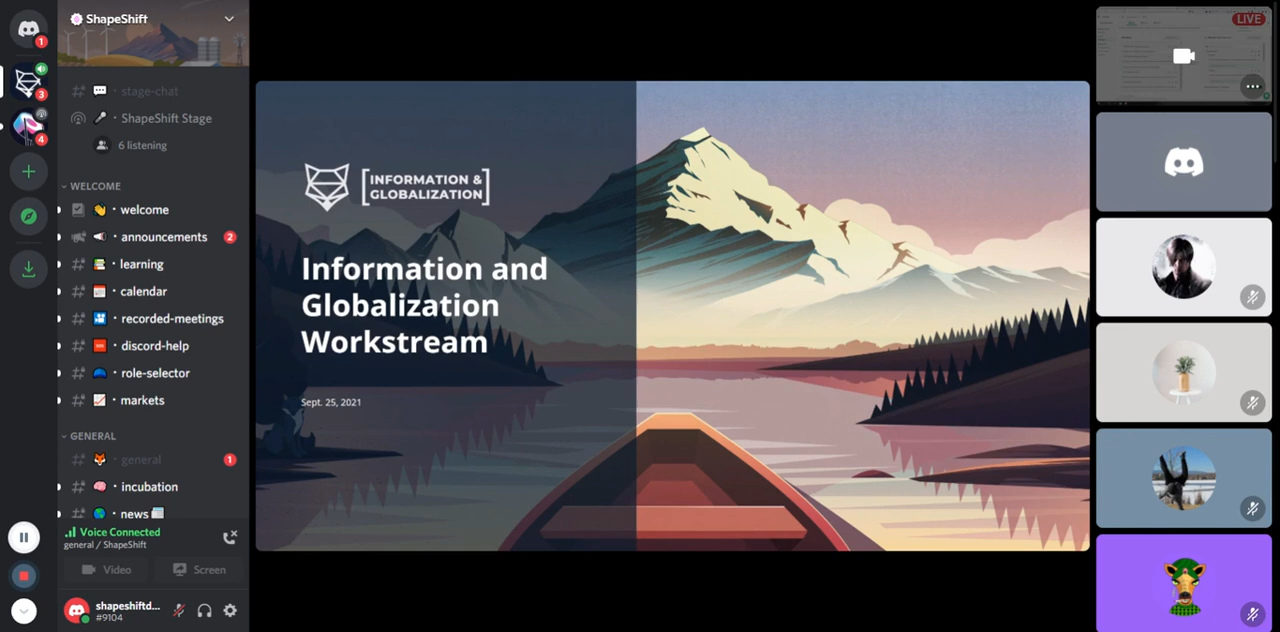 ShapeShift
1
3
4
stage-chat
ShapeShift Stage
6 listening
WELCOME
welcome
announcements
2
learning
calendar
recorded-meetings
discord-help
role-selector
markets
GENERAL
general
1
incubation
news
Voice Connected
general / ShapeShift
Video
Screen
shapeshiftd...
#9104
[INFORMATION &
GLOBALIZATION]
Information and
Globalization
Workstream
Sept. 25, 2021
LIVE